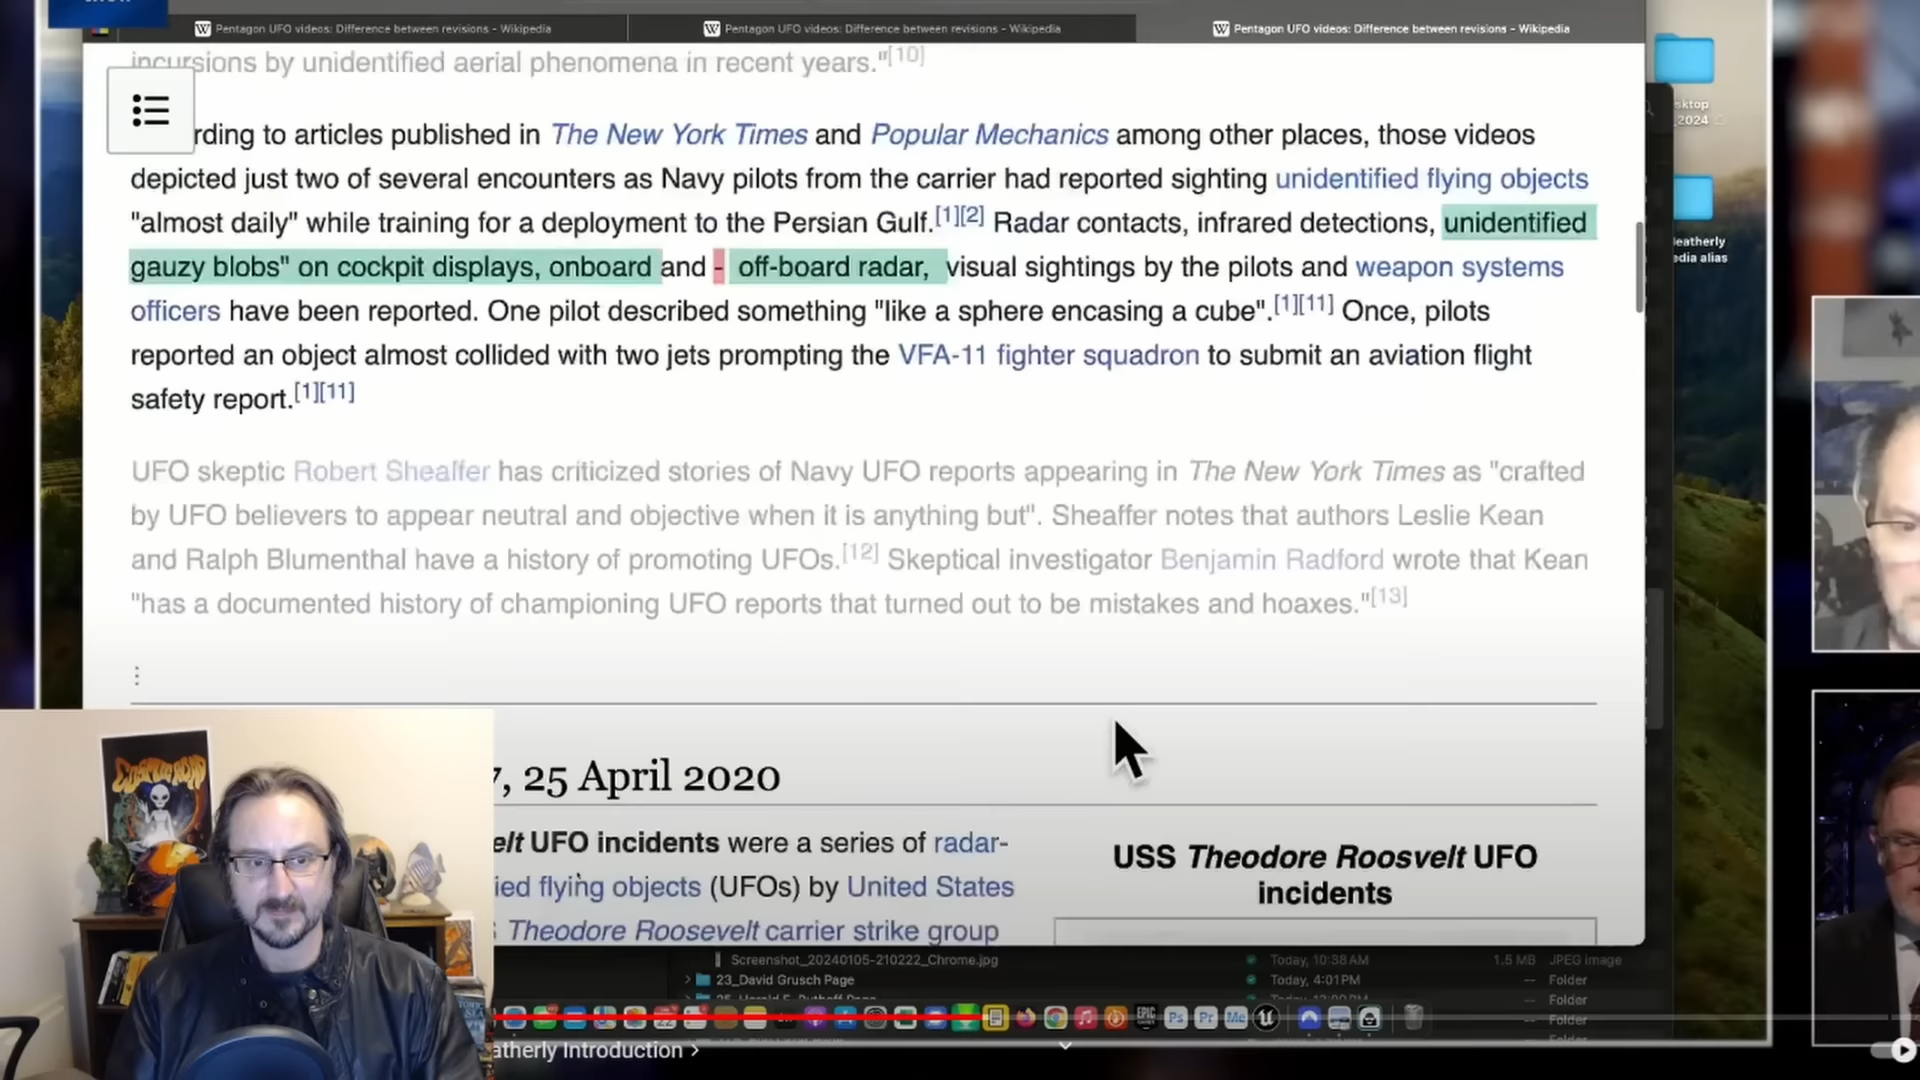 Pentagon UFO videos: Difference between revisions - Wikipedia
Pentagon UFO videos: Difference between revisions - Wikipedia
Pentagon UFO videos: Difference between revisions - Wikipedia
incursions by unidentified aerial phenomena in recent years."[10]
rding to articles published in The New York Times and Popular Mechanics among other places, those videos
depicted just two of several encounters as Navy pilots from the carrier had reported sighting unidentified flying objects
"almost daily" while training for a deployment to the Persian Gulf.[1][2] Radar contacts, infrared detections, unidentified
gauzy blobs" on cockpit displays, onboard and - off-board radar, visual sightings by the pilots and weapon systems
officers have been reported. One pilot described something "like a sphere encasing a cube".[1][11] Once, pilots
reported an object almost collided with two jets prompting the VFA-11 fighter squadron to submit an aviation flight
safety report.[1][11]
UFO skeptic Robert Sheaffer has criticized stories of Navy UFO reports appearing in The New York Times as "crafted
by UFO believers to appear neutral and objective when it is anything but". Sheaffer notes that authors Leslie Kean
and Ralph Blumenthal have a history of promoting UFOs.[12] Skeptical investigator Benjamin Radford wrote that Kean
"has a documented history of championing UFO reports that turned out to be mistakes and hoaxes."[13]
7, 25 April 2020
elt UFO incidents were a series of radar-
ied flying objects (UFOs) by United States
Theodore Roosevelt carrier strike group
USS Theodore Roosvelt UFO
incidents
sktop
2024
eatherly
edia alias
Screenshot_20240105-210222_Chrome.jpg Today, 10:38 AM 1.5 MB JPEG image
23_David Grusch Page Today, 4:01 PM -- Folder
-- Folder
Folder
EPIC
Ps Pr Me
atherly Introduction >